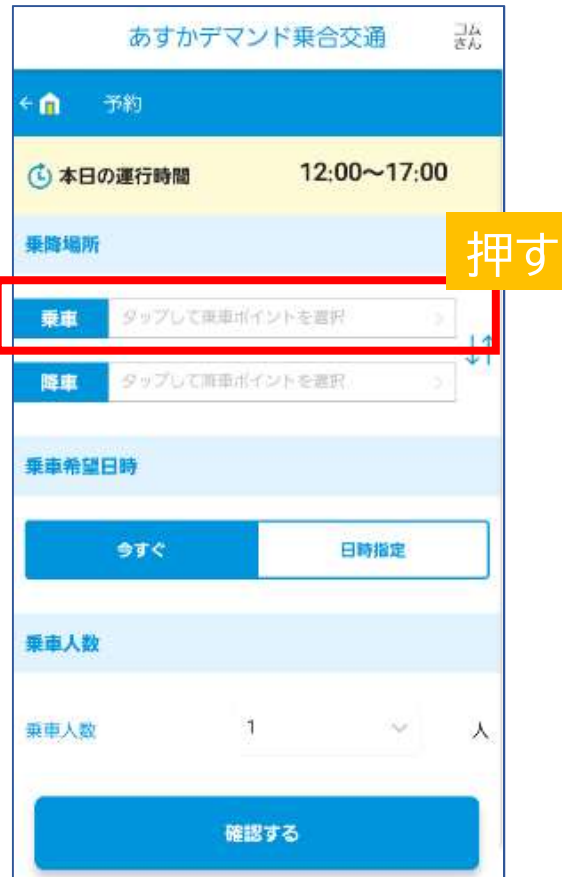 あすかデマンド乗合交通
コム
さん
予約
本日の運行時間 12:00～17:00
乗降場所
押す
乗車 タップして乗車ポイントを選択
降車 タップして降車ポイントを選択
乗車希望日時
今すぐ 日時指定
乗車人数
乗車人数 1 人
確認する